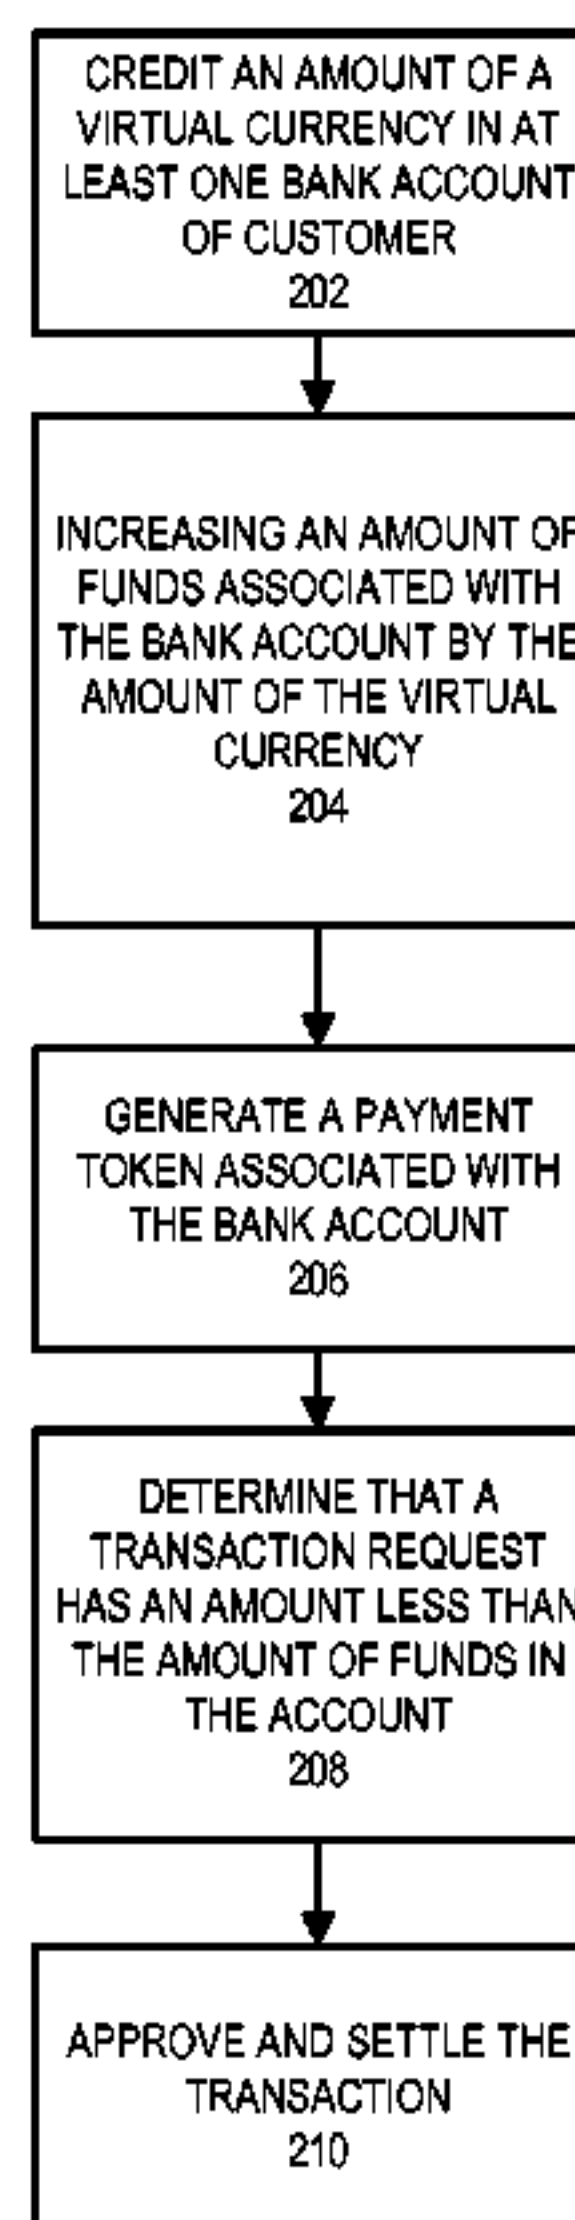 CREDIT AN AMOUNT OF A
VIRTUAL CURRENCY IN AT
LEAST ONE BANK ACCOUNT
OF CUSTOMER
202
INCREASING AN AMOUNT OF
FUNDS ASSOCIATED WITH
THE BANK ACCOUNT BY THE
AMOUNT OF THE VIRTUAL
CURRENCY
204
GENERATE A PAYMENT
TOKEN ASSOCIATED WITH
THE BANK ACCOUNT
206
DETERMINE THAT A
TRANSACTION REQUEST
HAS AN AMOUNT LESS THAN
THE AMOUNT OF FUNDS IN
THE ACCOUNT
208
APPROVE AND SETTLE THE
TRANSACTION
210